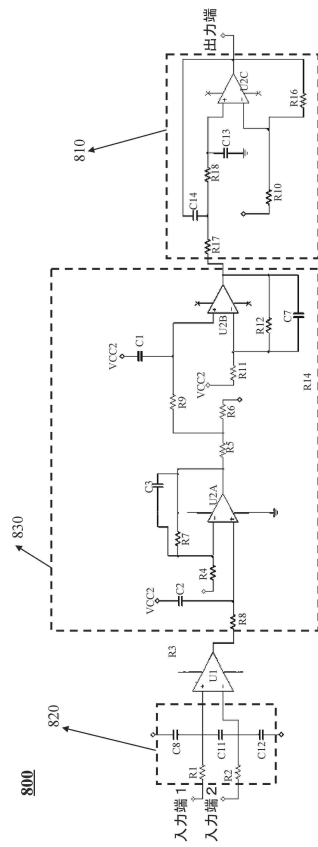 800
820
830
810
入力端 1
入力端 2
R1
R2
C8
C11
C12
U1
R3
R8
VCC2
C2
R4
R7
C3
U2A
R5
R6
R9
VCC2
C1
VCC2
R11
U2B
R12
C7
R14
R17
C14
R18
C13
R10
U2C
R16
出力端